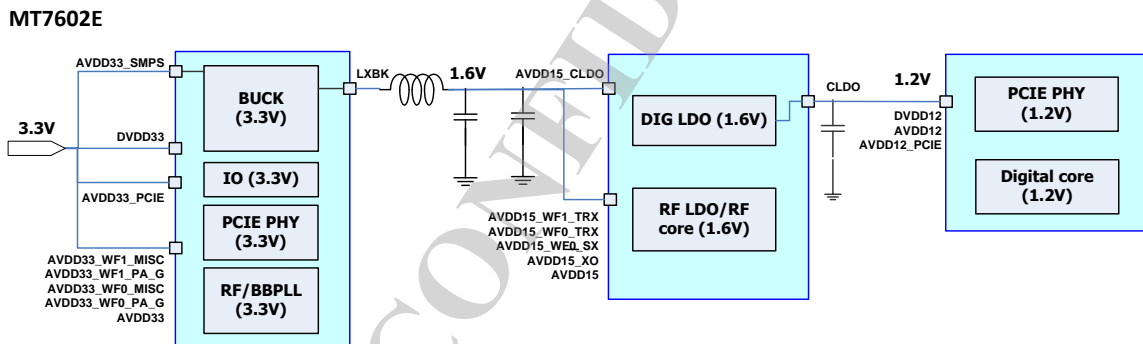 MT7602E
3.3V
AVDD33_SMPS
DVDD33
AVDD33_PCIE
AVDD33_WF1_MISC
AVDD33_WF1_PA_G
AVDD33_WF0_MISC
AVDD33_WF0_PA_G
AVDD33
BUCK
(3.3V)
IO (3.3V)
PCIE PHY
(3.3V)
RF/BBPLL
(3.3V)
LXBK
1.6V
AVDD15_CLDO
AVDD15_WF1_TRX
AVDD15_WF0_TRX
AVDD15_WF0_SX
AVDD15_XO
AVDD15
DIG LDO (1.6V)
RF LDO/RF
core (1.6V)
CLDO
1.2V
DVDD12
AVDD12
AVDD12_PCIE
PCIE PHY
(1.2V)
Digital core
(1.2V)
CONFID